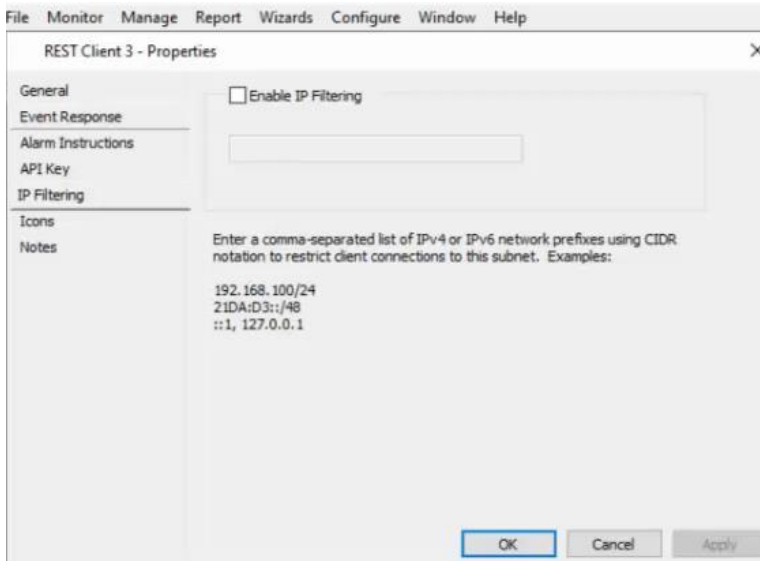 File Monitor Manage Report Wizards Configure Window Help
REST Client 3 - Properties
General
Event Response
Alarm Instructions
API Key
IP Filtering
Icons
Notes
Enable IP Filtering
Enter a comma-separated list of IPv4 or IPv6 network prefixes using CIDR
notation to restrict client connections to this subnet. Examples:
192.168.100/24
21DA:D3::/48
::1, 127.0.0.1
OK Cancel Apply